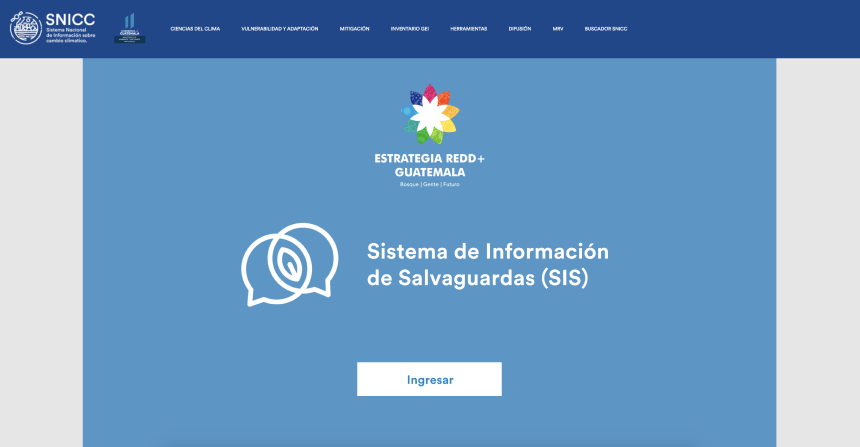 SNICC
Sistema Nacional
de Información sobre
cambio climático.
GUATEMALA
CIENCIAS DEL CLIMA
VULNERABILIDAD Y ADAPTACIÓN
MITIGACIÓN
INVENTARIO GEI
HERRAMIENTAS
DIFUSIÓN
MRV
BUSCADOR SNICC
ESTRATEGIA REDD+
GUATEMALA
Bosque | Gente | Futuro
Sistema de Información
de Salvaguardas (SIS)
Ingresar